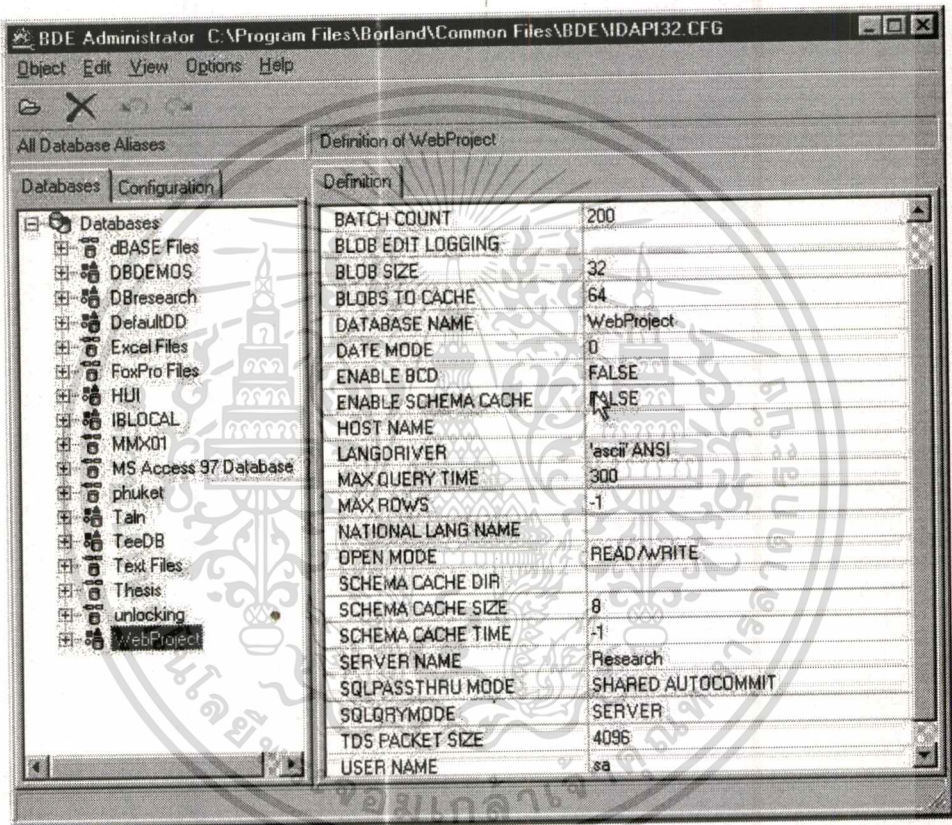 BDE Administrator C:\Program Files\Borland\Common Files\BDE\IDAPI32.CFG
Object Edit View Options Help
All Database Aliases
Definition of WebProject
Databases Configuration
Definition
Databases
dBASE Files
DBDEMOS
DBresearch
DefaultDD
Excel Files
FoxPro Files
IBLOCAL
MMX01
MS Access 97 Database
phuket
TeeDB
Text Files
Thesis
unlocking
WebProject
BATCH COUNT 200
BLOB EDIT LOGGING
BLOB SIZE 32
BLOBS TO CACHE 64
DATABASE NAME WebProject
DATE MODE 0
ENABLE BCD FALSE
ENABLE SCHEMA CACHE FALSE
HOST NAME
LANGDRIVER 'ascii' ANSI
MAX QUERY TIME 300
MAX ROWS -1
NATIONAL LANG NAME
OPEN MODE READ/WRITE
SCHEMA CACHE DIR
SCHEMA CACHE SIZE 8
SCHEMA CACHE TIME -1
SERVER NAME Research
SQLPASSTHRU MODE SHARED AUTOCOMMIT
SQLQRYMODE SERVER
TDS PACKET SIZE 4096
USER NAME sa